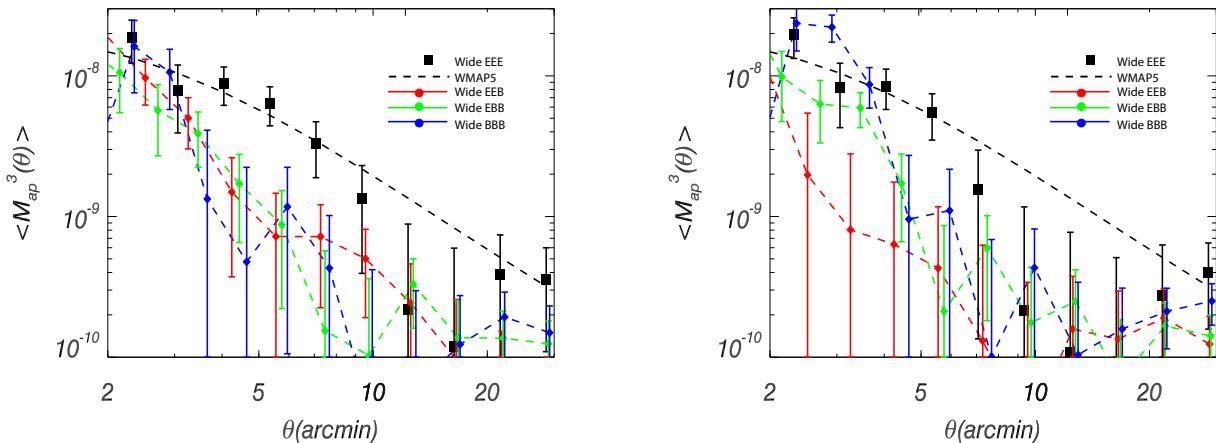 <M_ap^3(θ)>
10^-8
10^-9
10^-10
Wide EEE
WMAP5
Wide EEB
Wide EBB
Wide BBB
2 5 10 20
θ(arcmin)
<M_ap^3(θ)>
10^-8
10^-9
10^-10
Wide EEE
WMAP5
Wide EEB
Wide EBB
Wide BBB
2 5 10 20
θ(arcmin)